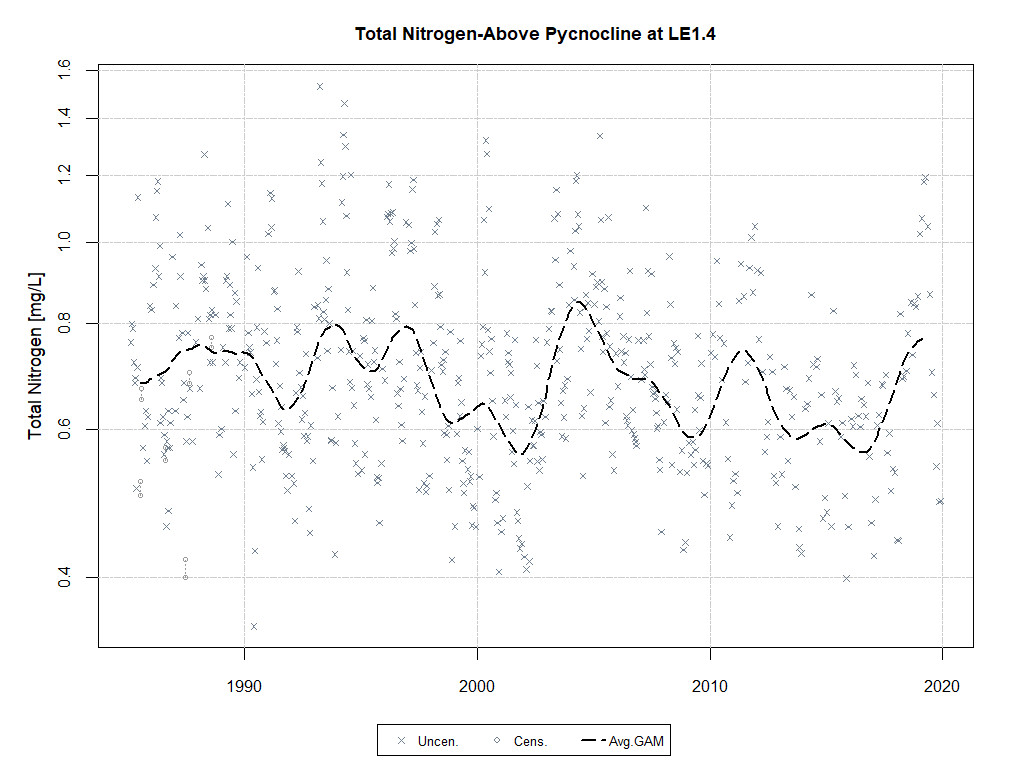 Total Nitrogen-Above Pycnocline at LE1.4
Total Nitrogen [mg/L]
1.6
1.4
1.2
1.0
0.8
0.6
0.4
1990 2000 2010 2020
Uncen. Cens. Avg.GAM